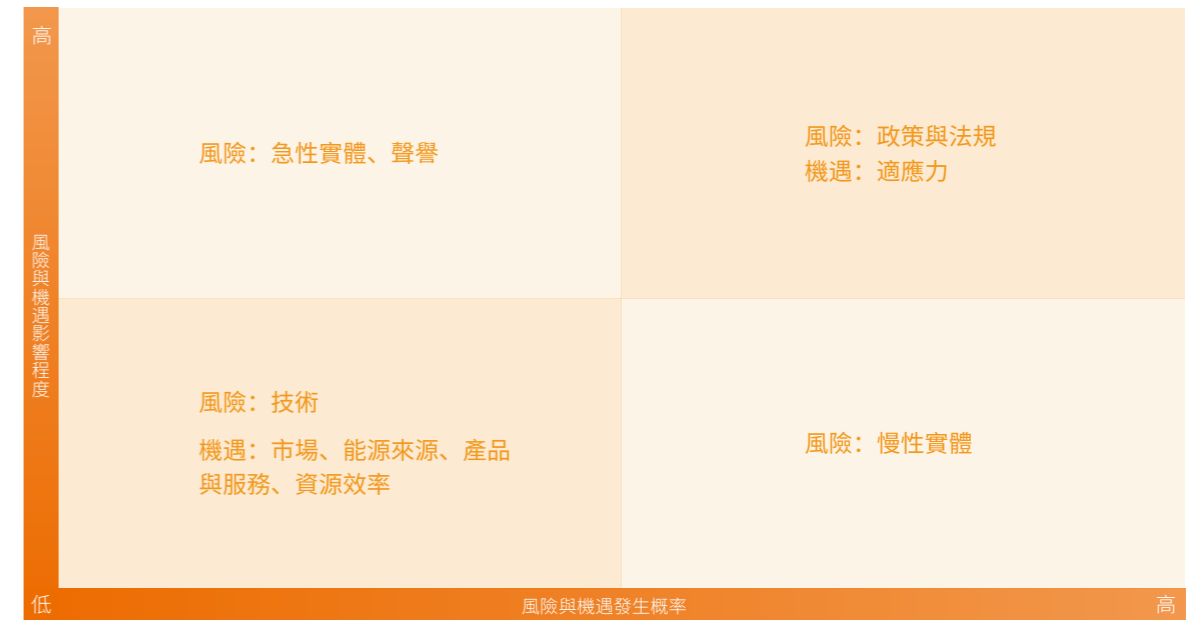 高
風險：急性實體、聲譽
風險：政策與法規
機遇：適應力
風險與機遇影響程度
風險：技術
機遇：市場、能源來源、產品
與服務、資源效率
風險：慢性實體
低
風險與機遇發生概率
高